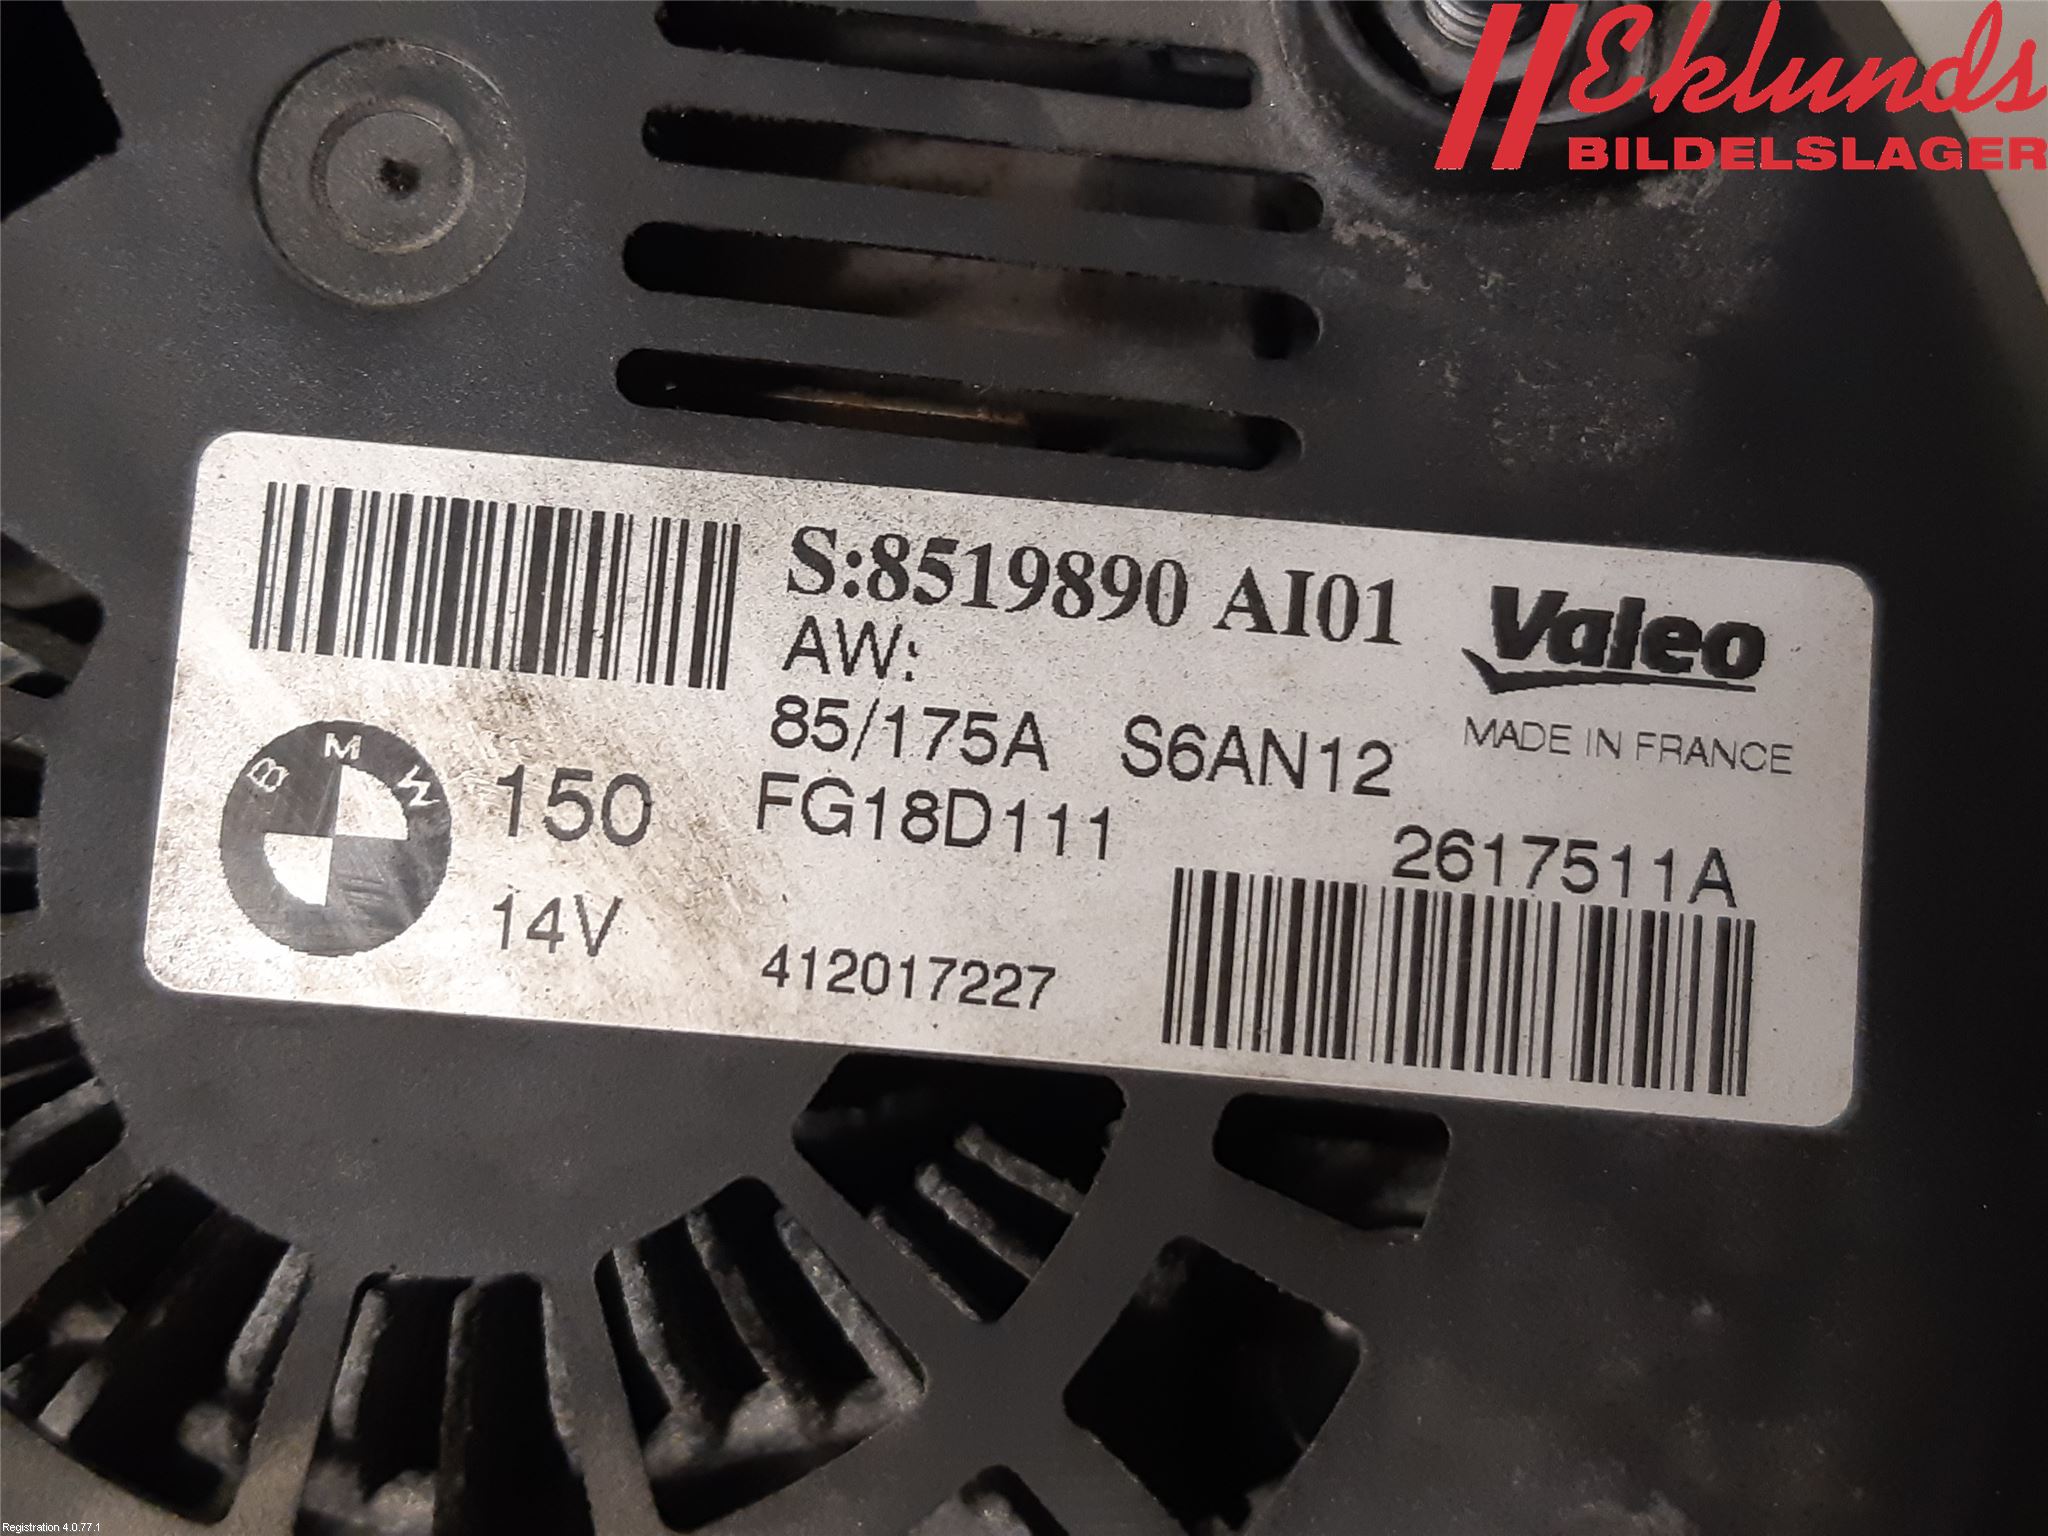 Eklunds
BILDELSLAGER
S:8519890 AI01
AW:
Valeo
85/175A S6AN12
MADE IN FRANCE
BMW
150
FG18D111
2617511A
14V
412017227
Registration 4.0.77.1